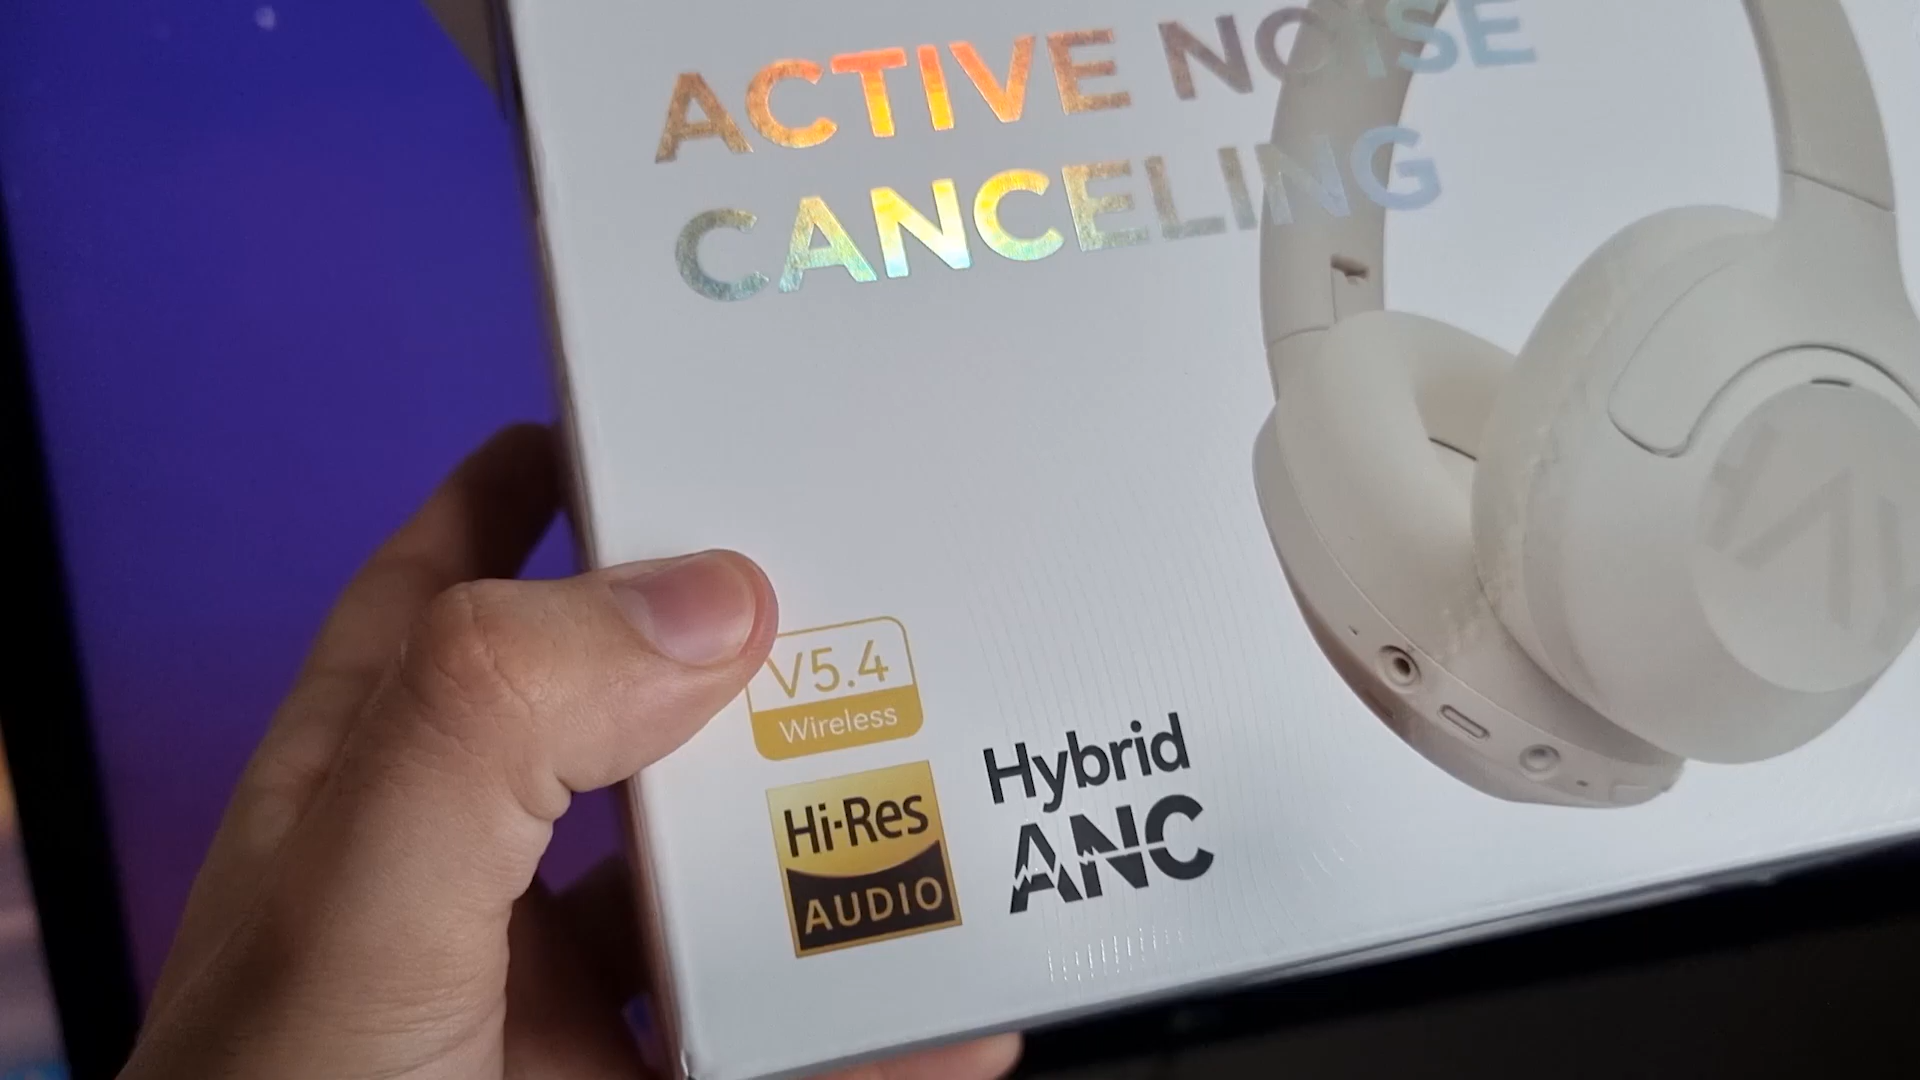 ACTIVE NOISE
CANCELING
V5.4
Wireless
Hi-Res
AUDIO
Hybrid
ANC